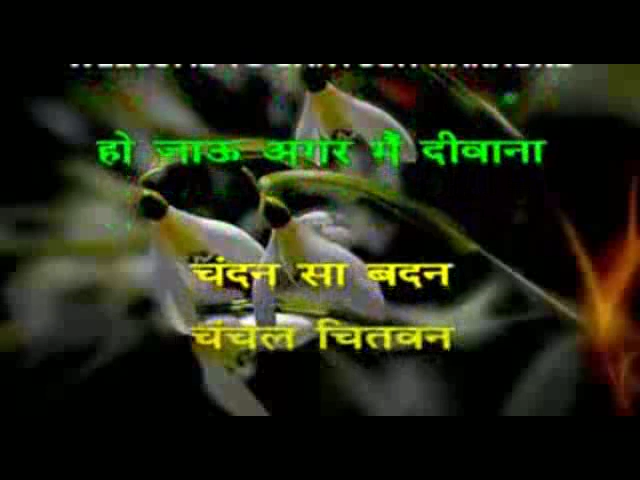 हो जाऊ अगर मैं दीवाना
चंदन सा बदन
चंचल चितवन